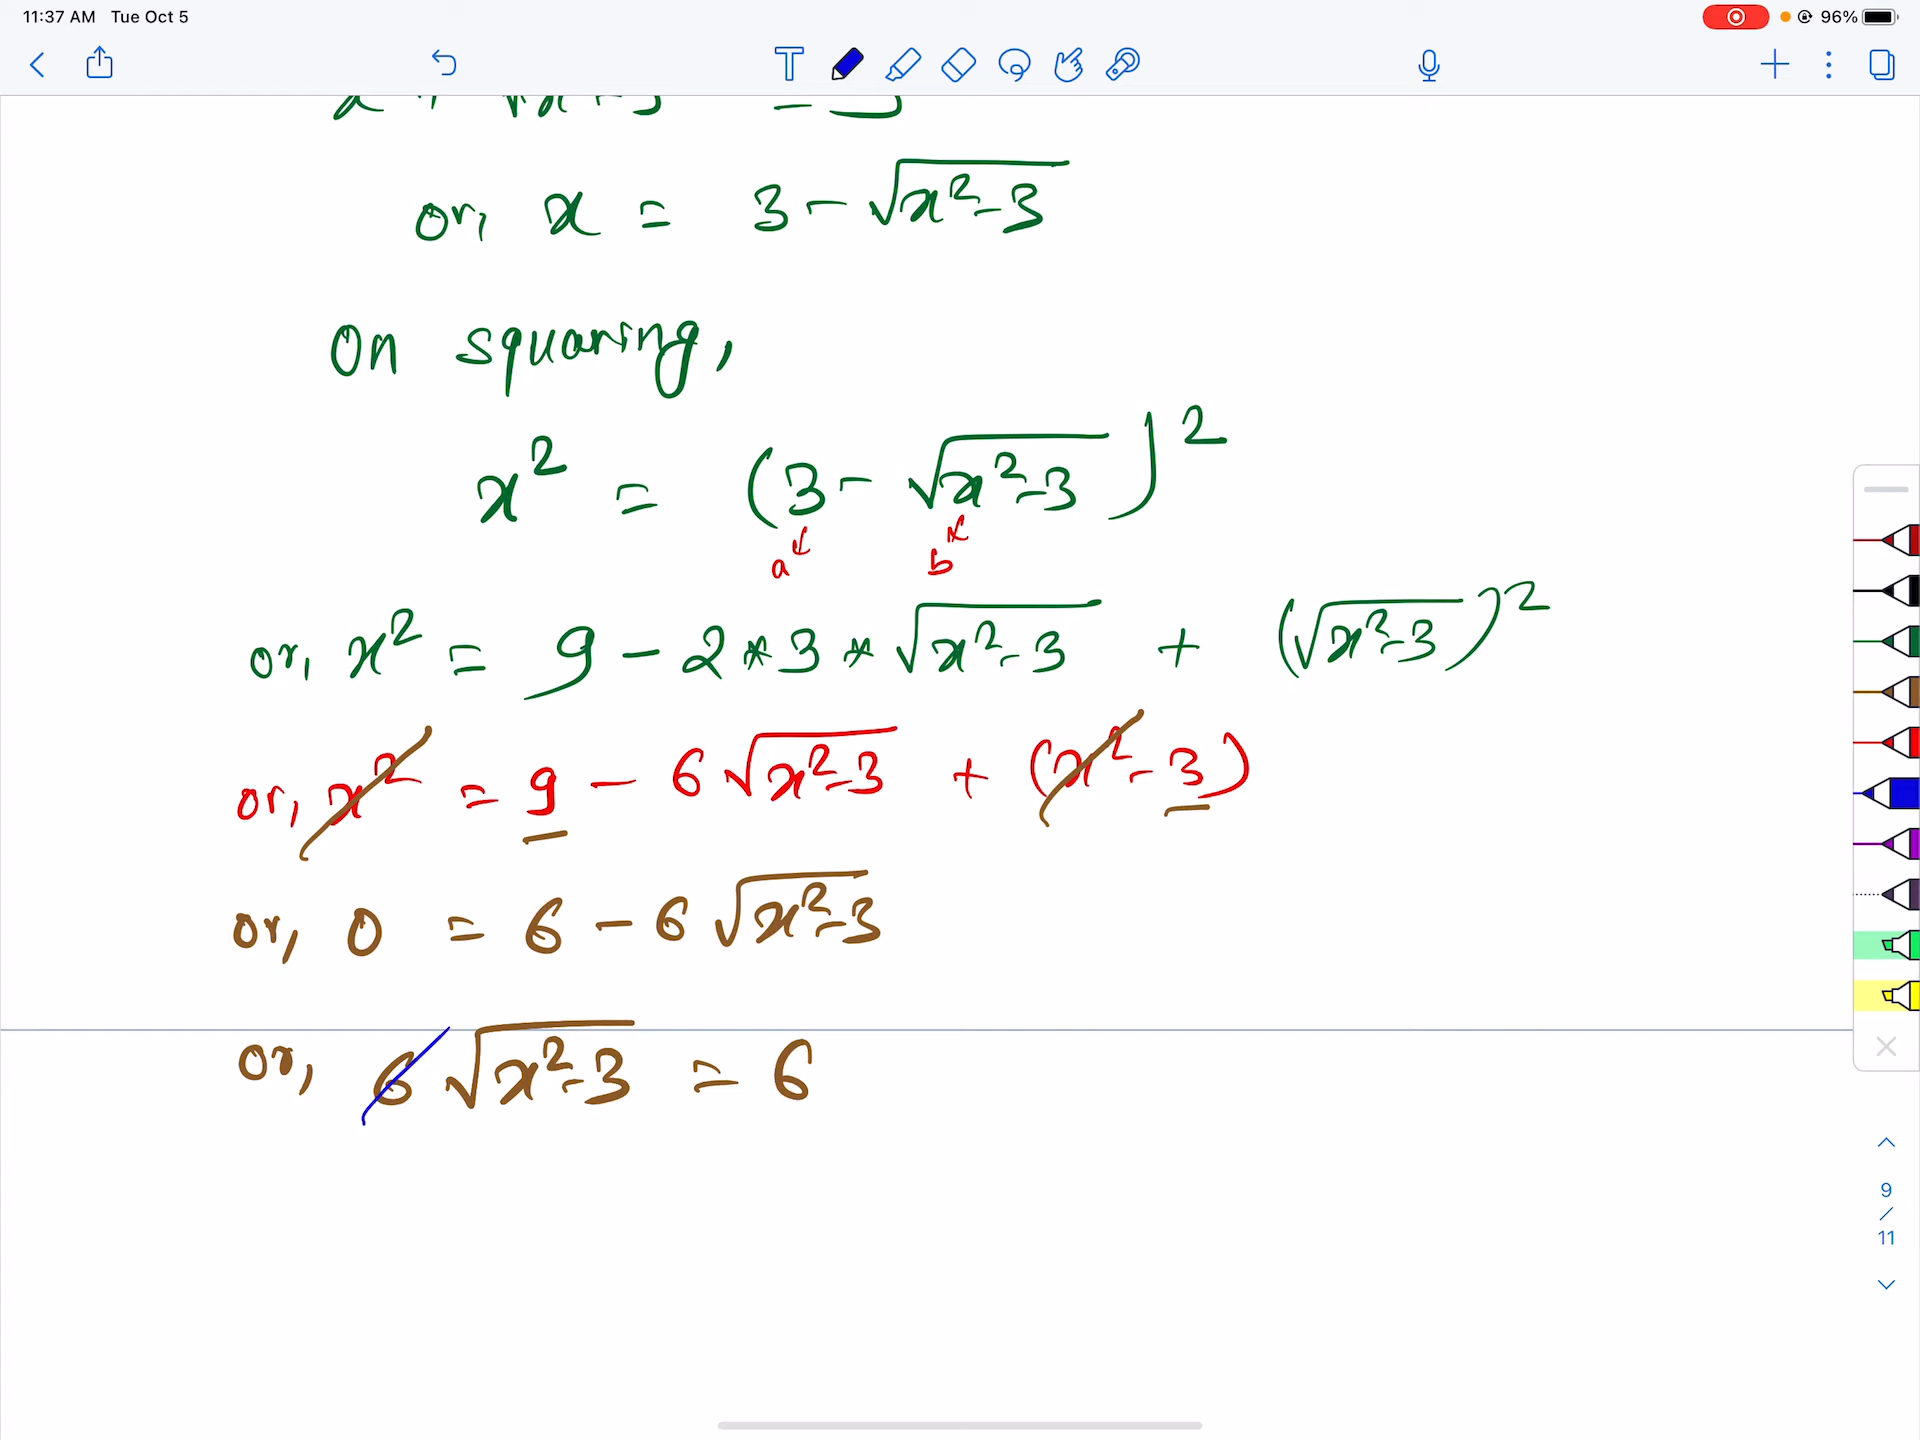 11:37 AM Tue Oct 5 96%
or, x = 3 - √(x²-3)
On squaring,
x² = (3 - √(x²-3))²
a b
or, x² = 9 - 2*3*√(x²-3) + (√(x²-3))²
or, x² = 9 - 6√(x²-3) + (x²-3)
or, 0 = 6 - 6√(x²-3)
or, 6√(x²-3) = 6
9
/
11